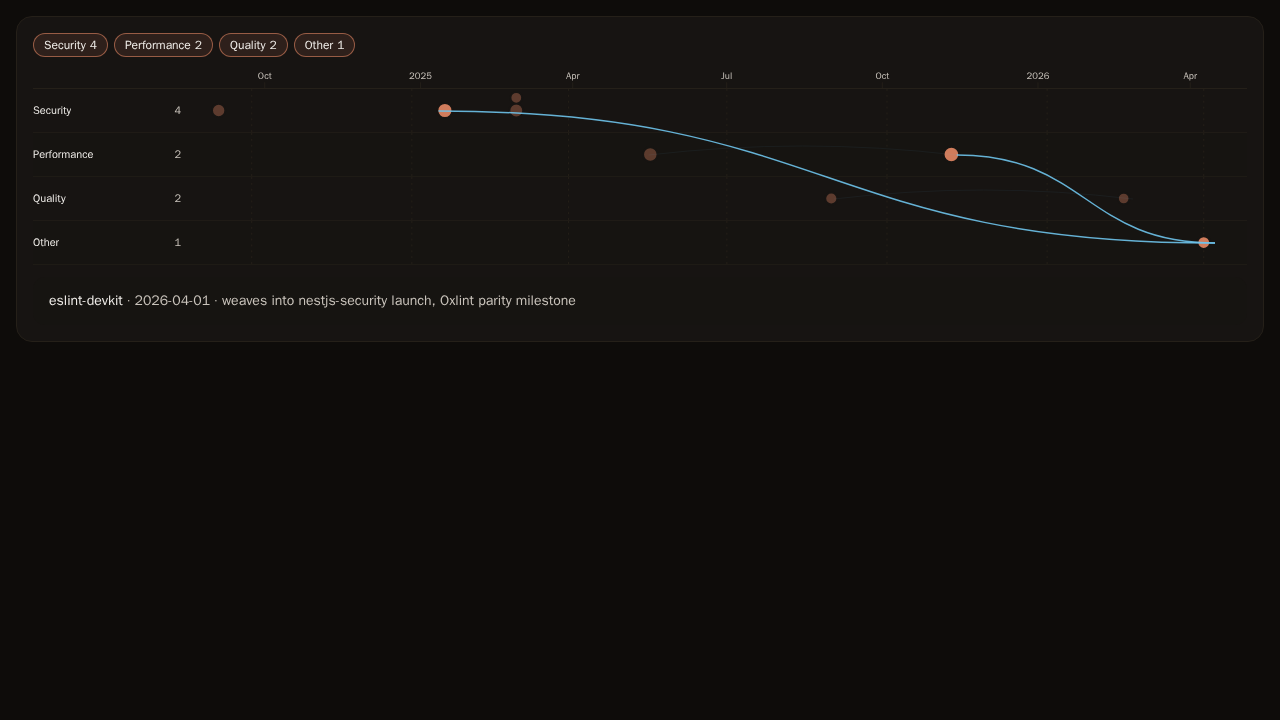 Security 4 Performance 2 Quality 2 Other 1
Oct 2025 Apr Jul Oct 2026 Apr
Security 4
Performance 2
Quality 2
Other 1
eslint-devkit · 2026-04-01 · weaves into nestjs-security launch, Oxlint parity milestone